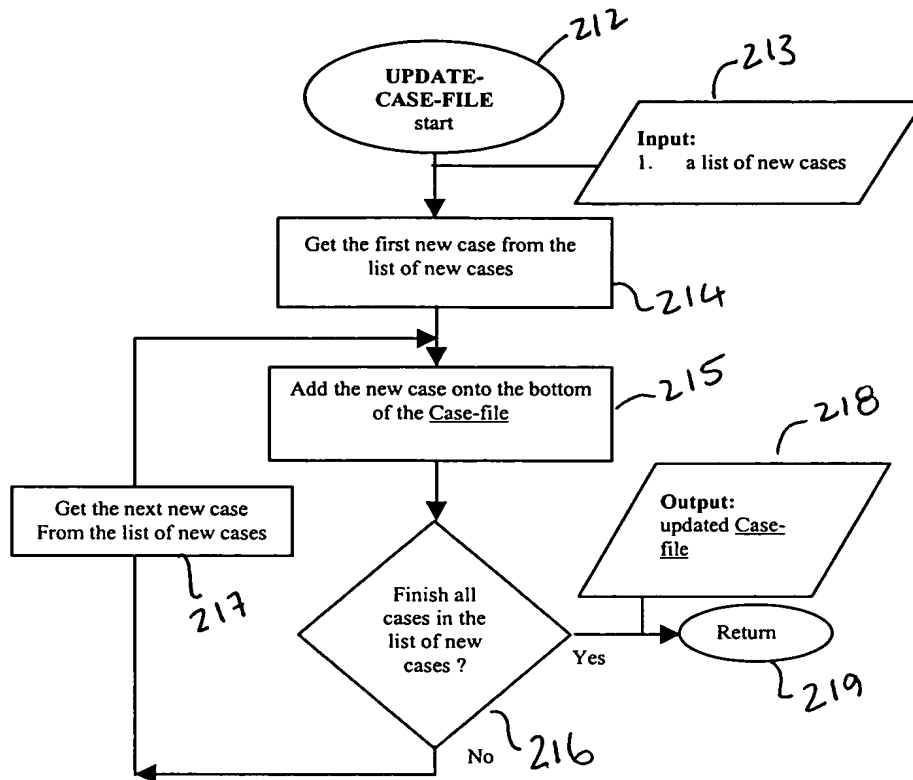 212
UPDATE-
CASE-FILE
start
213
Input:
1. a list of new cases
Get the first new case from the
list of new cases
214
Add the new case onto the bottom
of the Case-file
215
218
Output:
updated Case-
file
Get the next new case
From the list of new cases
217
Finish all
cases in the
list of new
cases ?
Yes
Return
219
No
216